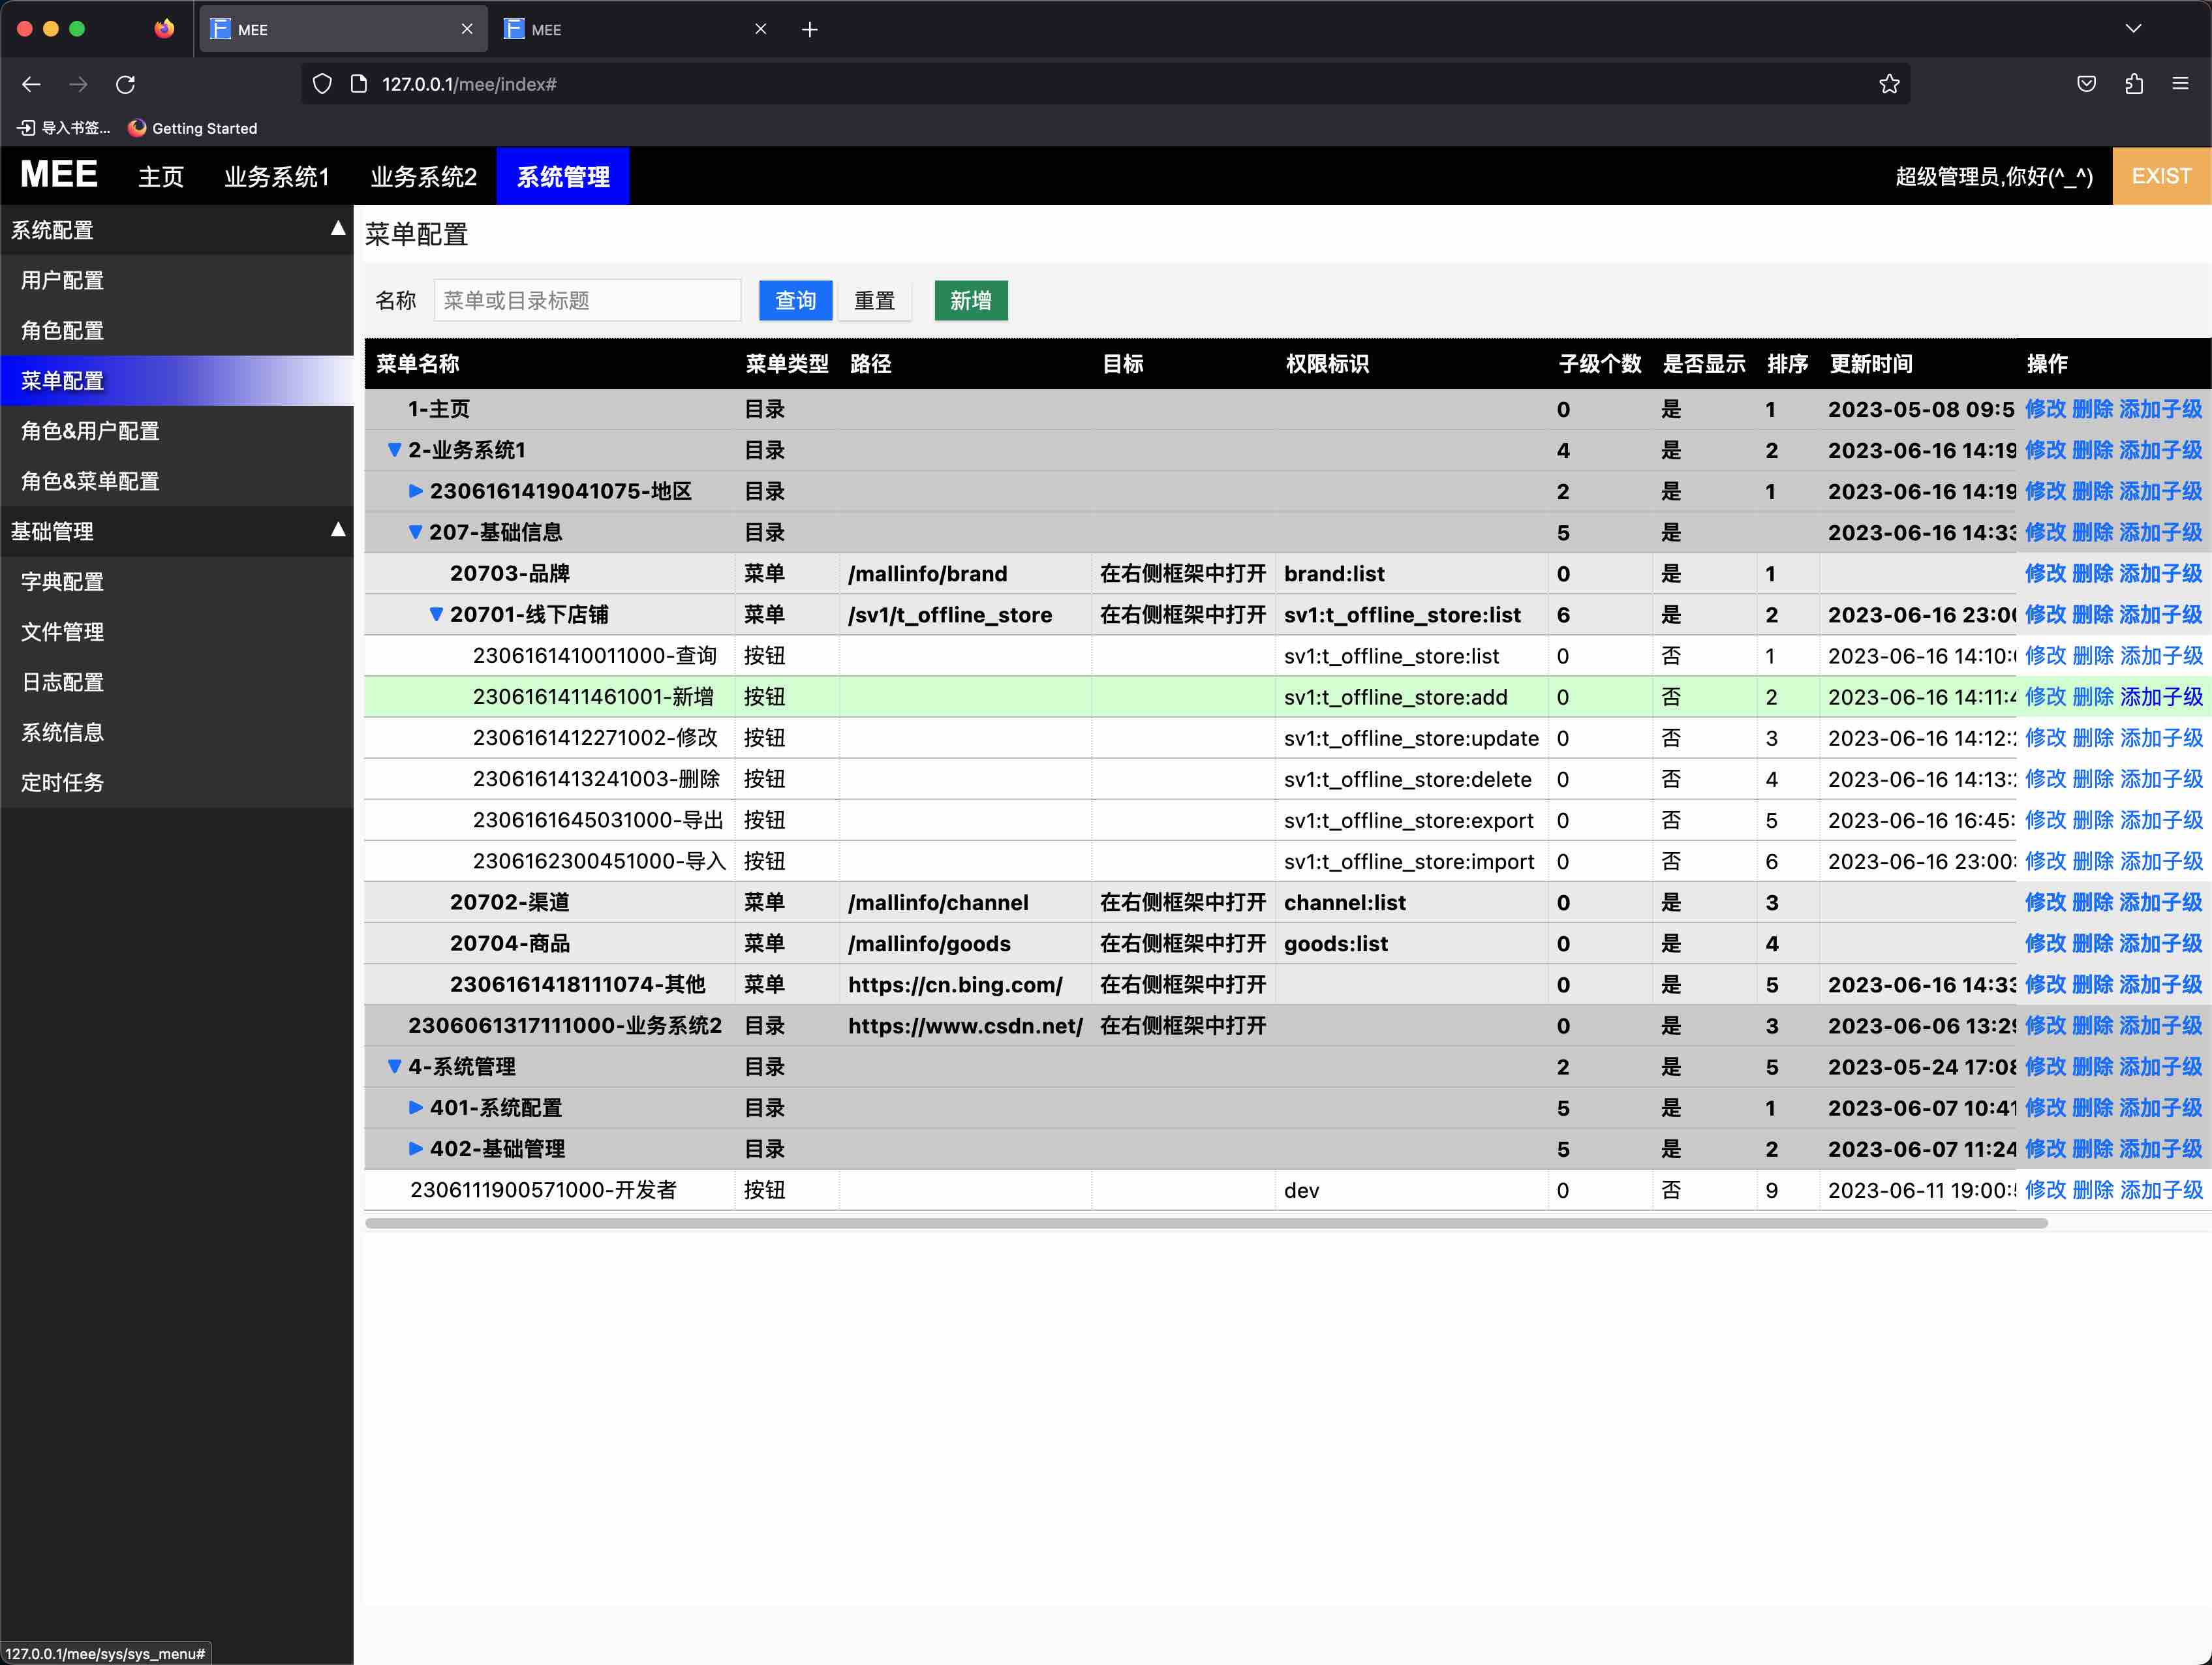 MEE
MEE
127.0.0.1/mee/index#
导入书签...
Getting Started
MEE 主页 业务系统1 业务系统2 系统管理 超级管理员,你好(^_^) EXIST
系统配置
用户配置
角色配置
菜单配置
角色&用户配置
角色&菜单配置
基础管理
字典配置
文件管理
日志配置
系统信息
定时任务
菜单配置
名称 菜单或目录标题 查询 重置 新增
菜单名称 菜单类型 路径 目标 权限标识 子级个数 是否显示 排序 更新时间 操作
1-主页 目录 0 是 1 2023-05-08 09:5 修改 删除 添加子级
2-业务系统1 目录 4 是 2 2023-06-16 14:19 修改 删除 添加子级
2306161419041075-地区 目录 2 是 1 2023-06-16 14:19 修改 删除 添加子级
207-基础信息 目录 5 是 2023-06-16 14:33 修改 删除 添加子级
20703-品牌 菜单 /mallinfo/brand 在右侧框架中打开 brand:list 0 是 1 修改 删除 添加子级
20701-线下店铺 菜单 /sv1/t_offline_store 在右侧框架中打开 sv1:t_offline_store:list 6 是 2 2023-06-16 23:00 修改 删除 添加子级
2306161410011000-查询 按钮 sv1:t_offline_store:list 0 否 1 2023-06-16 14:10: 修改 删除 添加子级
2306161411461001-新增 按钮 sv1:t_offline_store:add 0 否 2 2023-06-16 14:11:4 修改 删除 添加子级
2306161412271002-修改 按钮 sv1:t_offline_store:update 0 否 3 2023-06-16 14:12: 修改 删除 添加子级
2306161413241003-删除 按钮 sv1:t_offline_store:delete 0 否 4 2023-06-16 14:13: 修改 删除 添加子级
2306161645031000-导出 按钮 sv1:t_offline_store:export 0 否 5 2023-06-16 16:45: 修改 删除 添加子级
2306162300451000-导入 按钮 sv1:t_offline_store:import 0 否 6 2023-06-16 23:00: 修改 删除 添加子级
20702-渠道 菜单 /mallinfo/channel 在右侧框架中打开 channel:list 0 是 3 修改 删除 添加子级
20704-商品 菜单 /mallinfo/goods 在右侧框架中打开 goods:list 0 是 4 修改 删除 添加子级
2306161418111074-其他 菜单 https://cn.bing.com/ 在右侧框架中打开 0 是 5 2023-06-16 14:33 修改 删除 添加子级
2306061317111000-业务系统2 目录 https://www.csdn.net/ 在右侧框架中打开 0 是 3 2023-06-06 13:29 修改 删除 添加子级
4-系统管理 目录 2 是 5 2023-05-24 17:08 修改 删除 添加子级
401-系统配置 目录 5 是 1 2023-06-07 10:41 修改 删除 添加子级
402-基础管理 目录 5 是 2 2023-06-07 11:24 修改 删除 添加子级
2306111900571000-开发者 按钮 dev 0 否 9 2023-06-11 19:00: 修改 删除 添加子级
127.0.0.1/mee/sys/sys_menu#